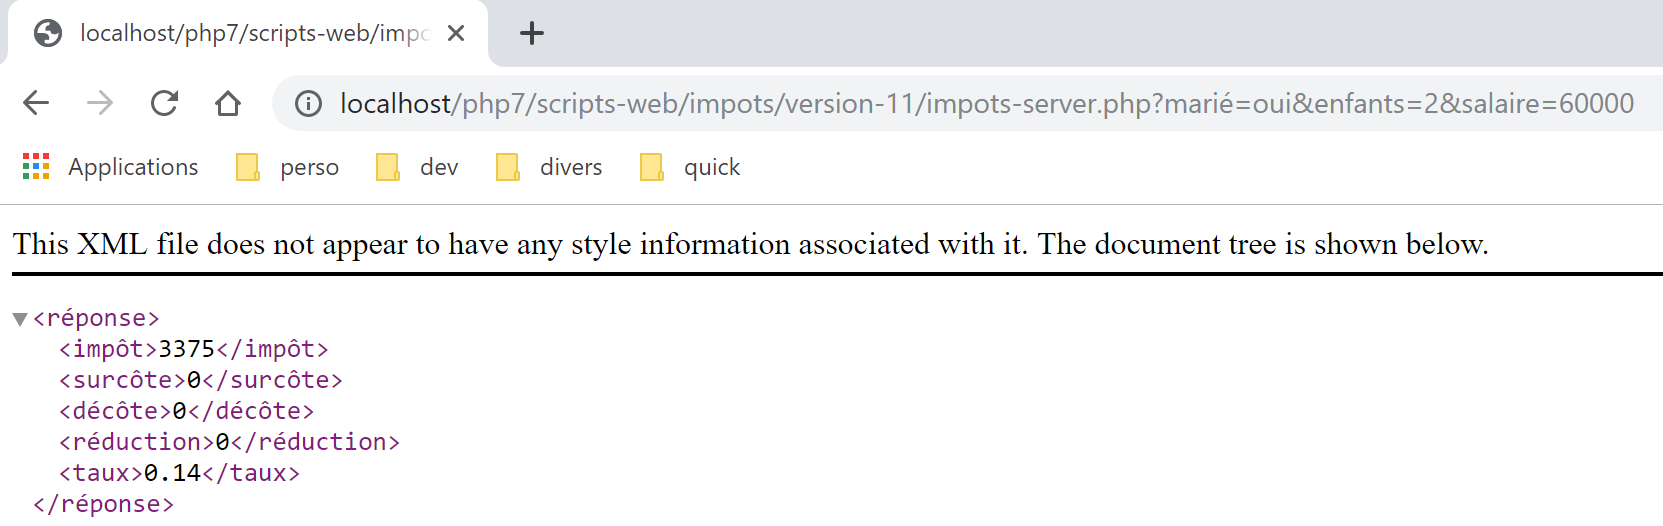 localhost/php7/scripts-web/impo
localhost/php7/scripts-web/impots/version-11/impots-server.php?marié=oui&enfants=2&salaire=60000
Applications perso dev divers quick
This XML file does not appear to have any style information associated with it. The document tree is shown below.
<réponse>
<impôt>3375</impôt>
<surcôte>0</surcôte>
<décôte>0</décôte>
<réduction>0</réduction>
<taux>0.14</taux>
</réponse>